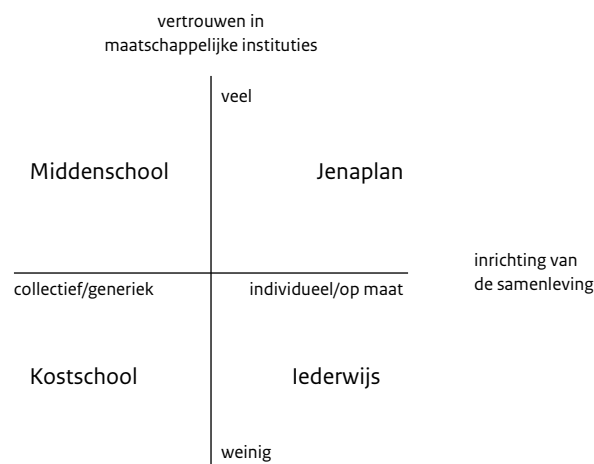 vertrouwen in
maatschappelijke instituties
veel
Middenschool
Jenaplan
inrichting van
de samenleving
collectief/generiek
individueel/op maat
Kostschool
Iederwijs
weinig